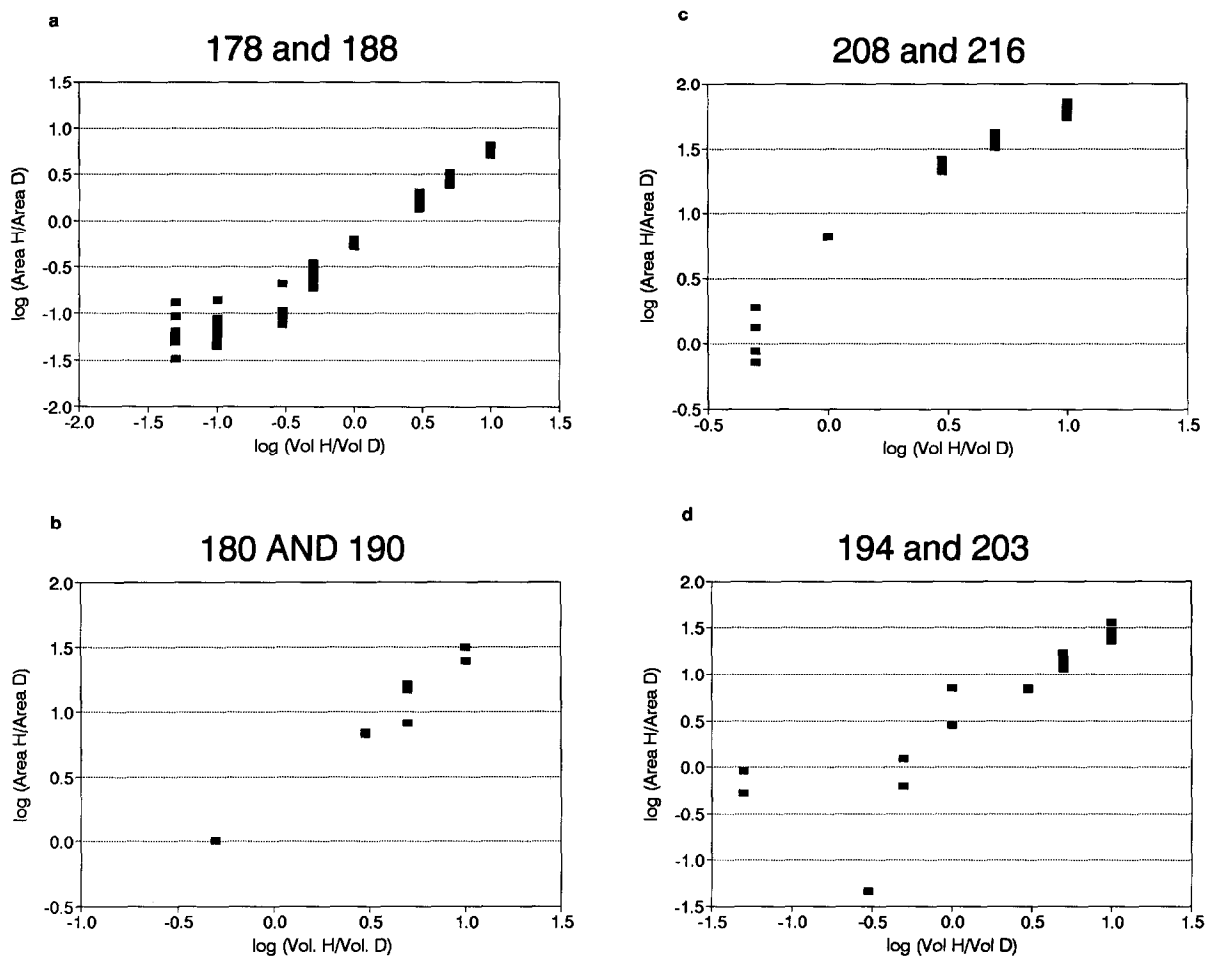 a
178 and 188
1.5
1.0
0.5
0.0
-0.5
-1.0
-1.5
-2.0
log (Area H/Area D)
-2.0 -1.5 -1.0 -0.5 0.0 0.5 1.0 1.5
log (Vol H/Vol D)
c
208 and 216
2.0
1.5
1.0
0.5
0.0
-0.5
log (Area H/Area D)
-0.5 0.0 0.5 1.0 1.5
log (Vol H/Vol D)
b
180 AND 190
2.0
1.5
1.0
0.5
0.0
-0.5
log (Area H/Area D)
-1.0 -0.5 0.0 0.5 1.0 1.5
log (Vol. H/Vol. D)
d
194 and 203
2.0
1.5
1.0
0.5
0.0
-0.5
-1.0
-1.5
log (Area H/Area D)
-1.5 -1.0 -0.5 0.0 0.5 1.0 1.5
log (Vol H/Vol D)